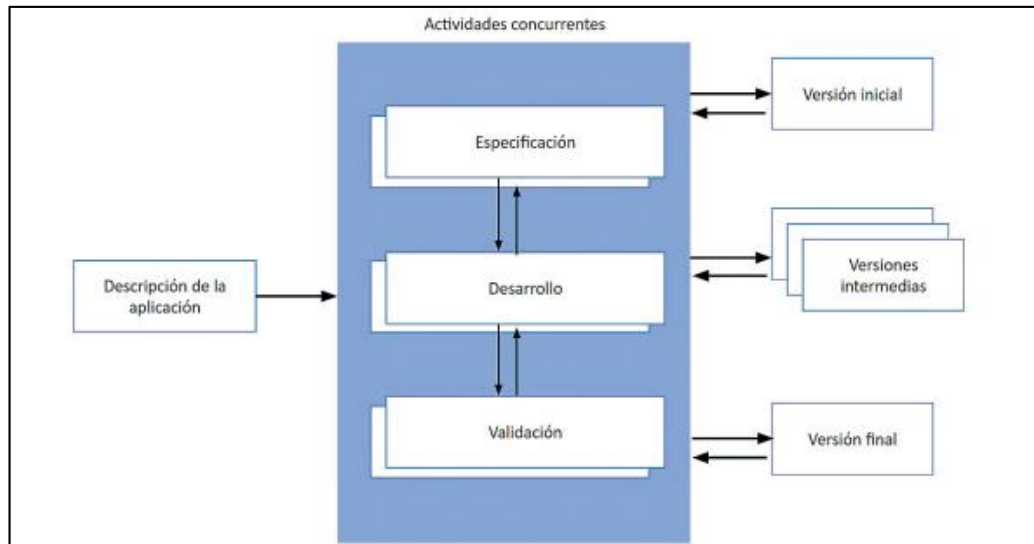 Actividades concurrentes
Versión inicial
Especificación
Descripción de la
aplicación
Desarrollo
Versiones
intermedias
Validación
Versión final